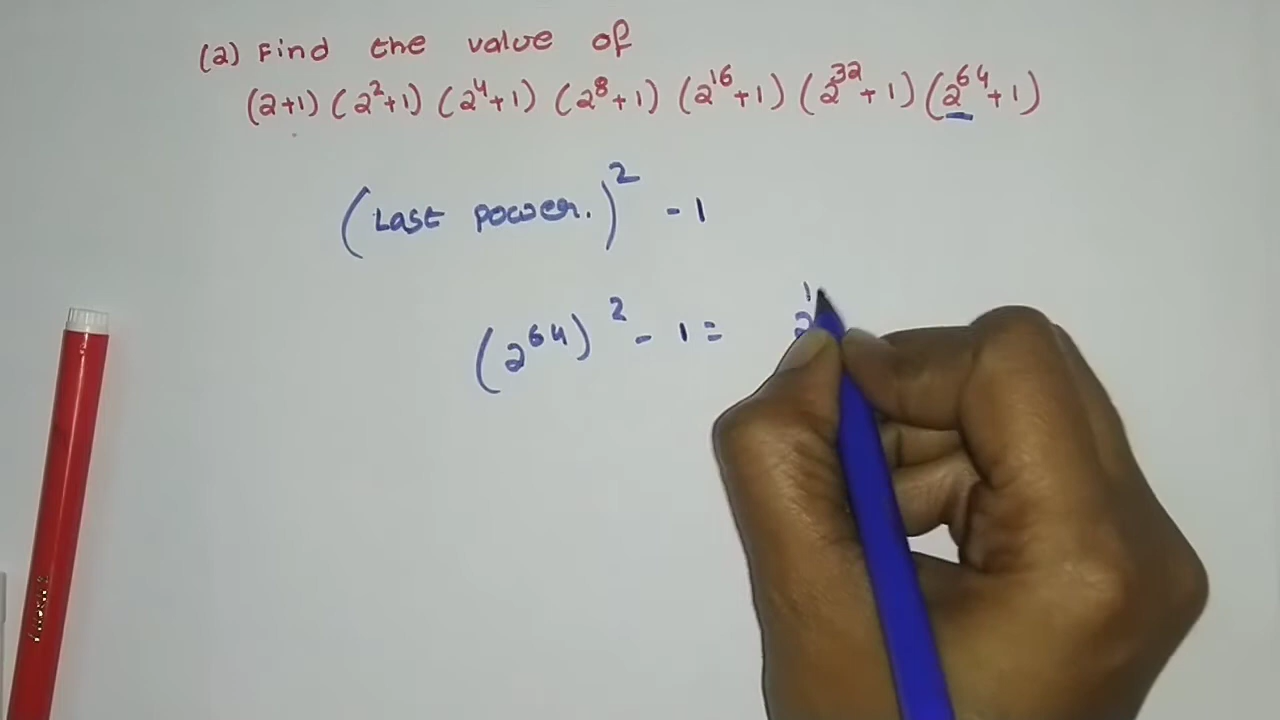 (2) Find the value of
(2+1) (2²+1) (2⁴+1) (2⁸+1) (2¹⁶+1) (2³²+1) (2⁶⁴+1)
(Last power.)² - 1
(2⁶⁴)² - 1 = 2¹